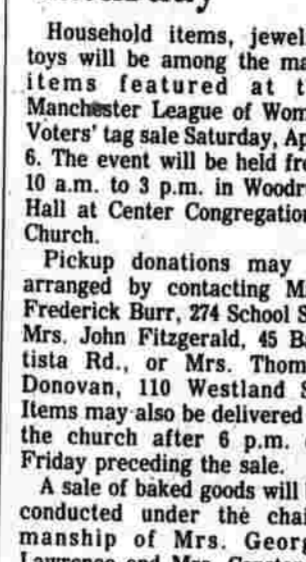 Household items, jewel
toys will be among the ma
items featured at t
Manchester League of Wom
Voters' tag sale Saturday, Ap
6. The event will be held fr
10 a.m. to 3 p.m. in Woodr
Hall at Center Congregation
Church.
Pickup donations may
arranged by contacting M
Frederick Burr, 274 School S
Mrs. John Fitzgerald, 45 Ba
tista Rd., or Mrs. Thom
Donovan, 110 Westland S
Items may also be delivered
the church after 6 p.m.
Friday preceding the sale.
A sale of baked goods will
conducted under the chai
manship of Mrs. Georg
Lawrence and Mrs.